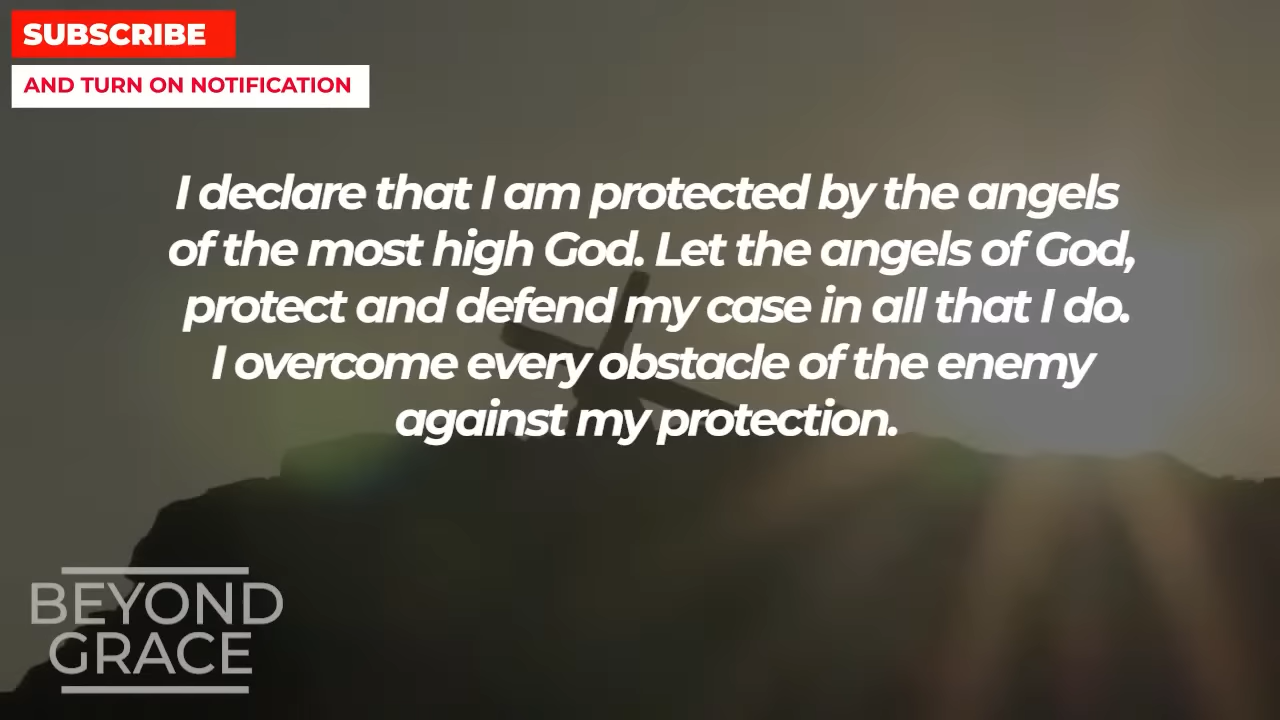 SUBSCRIBE
AND TURN ON NOTIFICATION
I declare that I am protected by the angels
of the most high God. Let the angels of God,
protect and defend my case in all that I do.
I overcome every obstacle of the enemy
against my protection.
BEYOND
GRACE